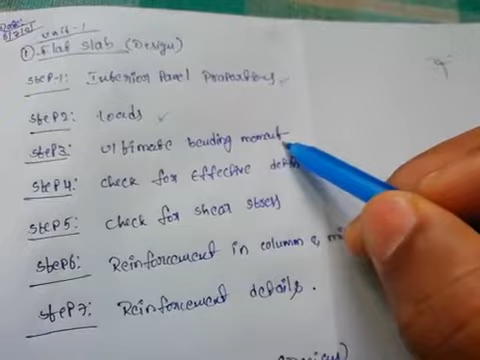 Unit-1
① Flat slab (Design)
Step-1: Interior Panel Proportions
Step2: Loads
Step3: Ultimate bending moment
Step4: check for Effective depth
Step5: check for shear stress
Step6: Reinforcement in column &
Step7: Reinforcement details.